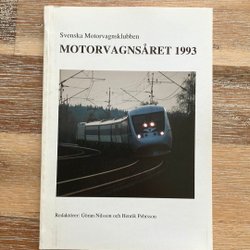 Svenska Motorvagnsklubben
MOTORVAGNSÅRET 1993
Redaktörer: Göran Nilsson och Henrik Pehrsson